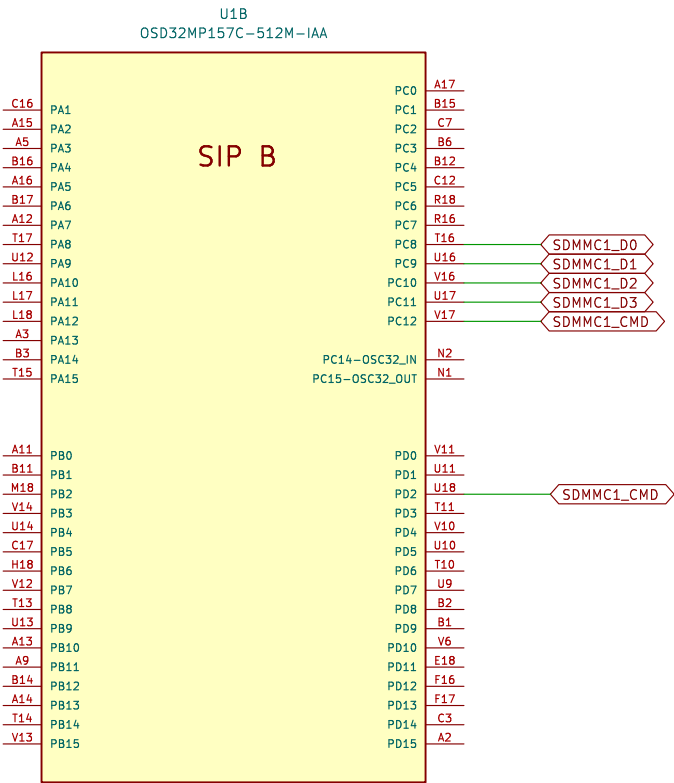 U1B
OSD32MP157C-512M-IAA
SIP B
C16 PA1
A15 PA2
A5 PA3
B16 PA4
A16 PA5
B17 PA6
A12 PA7
T17 PA8
U12 PA9
L16 PA10
L17 PA11
L18 PA12
A3 PA13
B3 PA14
T15 PA15
A11 PB0
B11 PB1
M18 PB2
V14 PB3
U14 PB4
C17 PB5
H18 PB6
V12 PB7
T13 PB8
U13 PB9
A13 PB10
A9 PB11
B14 PB12
A14 PB13
T14 PB14
V13 PB15
PC0 A17
PC1 B15
PC2 C7
PC3 B6
PC4 B12
PC5 C12
PC6 R18
PC7 R16
PC8 T16 SDMMC1_D0
PC9 U16 SDMMC1_D1
PC10 V16 SDMMC1_D2
PC11 U17 SDMMC1_D3
PC12 V17 SDMMC1_CMD
PC14-OSC32_IN N2
PC15-OSC32_OUT N1
PD0 V11
PD1 U11
PD2 U18 SDMMC1_CMD
PD3 T11
PD4 V10
PD5 U10
PD6 T10
PD7 U9
PD8 B2
PD9 B1
PD10 V6
PD11 E18
PD12 F16
PD13 F17
PD14 C3
PD15 A2